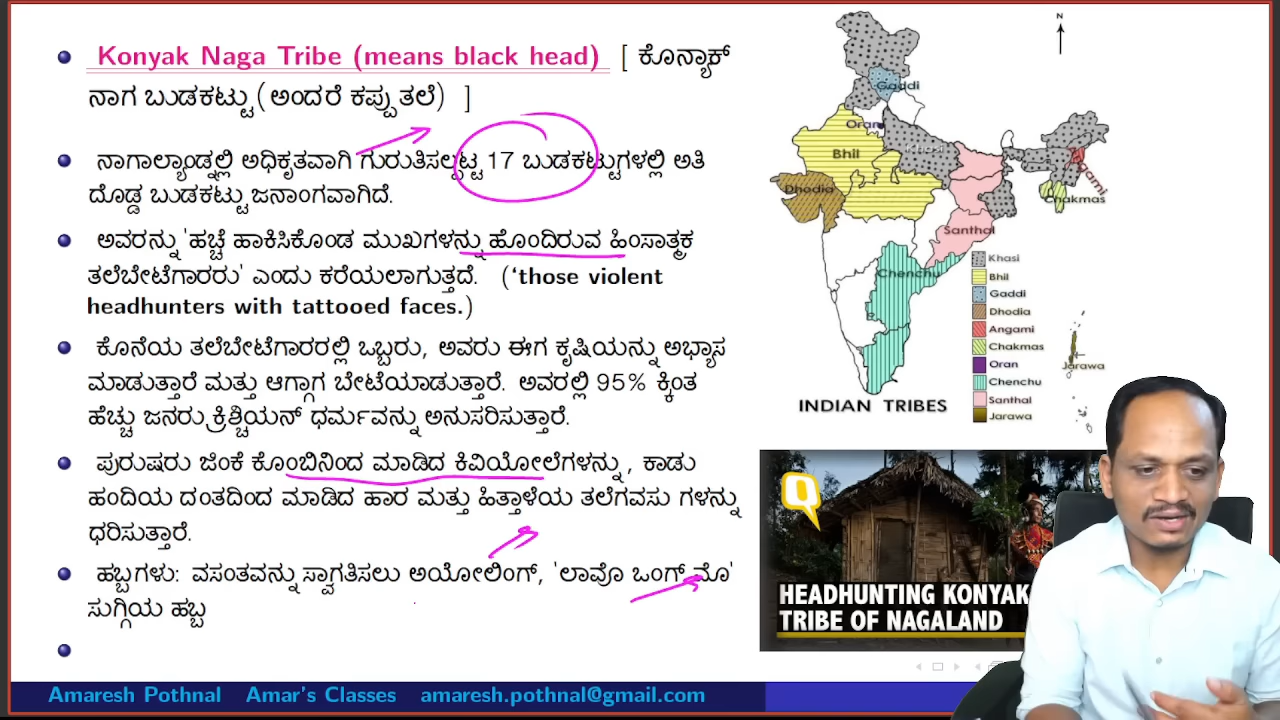 Konyak Naga Tribe (means black head) [ ಕೊನ್ಯಾಕ್
ನಾಗ ಬುಡಕಟ್ಟು(ಅಂದರೆ ಕಪ್ಪು ತಲೆ) ]
ನಾಗಾಲ್ಯಾಂಡ್ನಲ್ಲಿ ಅಧಿಕೃತವಾಗಿ ಗುರುತಿಸಲ್ಪಟ್ಟ 17 ಬುಡಕಟ್ಟುಗಳಲ್ಲಿ ಅತಿ
ದೊಡ್ಡ ಬುಡಕಟ್ಟು ಜನಾಂಗವಾಗಿದೆ.
ಅವರನ್ನು 'ಹಚ್ಚೆ ಹಾಕಿಸಿಕೊಂಡ ಮುಖಗಳನ್ನು ಹೊಂದಿರುವ ಹಿಂಸಾತ್ಮಕ
ತಲೆಬೇಟೆಗಾರರು' ಎಂದು ಕರೆಯಲಾಗುತ್ತದೆ. ('those violent
headhunters with tattooed faces.)
ಕೊನೆಯ ತಲೆಬೇಟೆಗಾರರಲ್ಲಿ ಒಬ್ಬರು, ಅವರು ಈಗ ಕೃಷಿಯನ್ನು ಅಭ್ಯಾಸ
ಮಾಡುತ್ತಾರೆ ಮತ್ತು ಆಗ್ಗಾಗ ಬೇಟೆಯಾಡುತ್ತಾರೆ. ಅವರಲ್ಲಿ 95% ಕ್ಕಿಂತ
ಹೆಚ್ಚು ಜನರು ಕ್ರಿಶ್ಚಿಯನ್ ಧರ್ಮವನ್ನು ಅನುಸರಿಸುತ್ತಾರೆ.
ಪುರುಷರು ಜಿಂಕೆ ಕೊಂಬಿನಿಂದ ಮಾಡಿದ ಕಿವಿಯೋಲೆಗಳನ್ನು , ಕಾಡು
ಹಂದಿಯ ದಂತದಿಂದ ಮಾಡಿದ ಹಾರ ಮತ್ತು ಹಿತ್ತಾಳೆಯ ತಲೆಗವಸು ಗಳನ್ನು
ಧರಿಸುತ್ತಾರೆ.
ಹಬ್ಬಗಳು: ವಸಂತವನ್ನು ಸ್ವಾಗತಿಸಲು ಅಯೋಲಿಂಗ್, 'ಲಾವೊ ಒಂಗ್ ಮೊ'
ಸುಗ್ಗಿಯ ಹಬ್ಬ
N
Gaddi
Oran
Khasi
Bhil
Dhodia
Angami
Chakmas
Santhal
Chenchu
Jarawa
Khasi
Bhil
Gaddi
Dhodia
Angami
Chakmas
Oran
Chenchu
Santhal
Jarawa
INDIAN TRIBES
HEADHUNTING KONYAK
TRIBE OF NAGALAND
Amaresh Pothnal Amar's Classes amaresh.pothnal@gmail.com